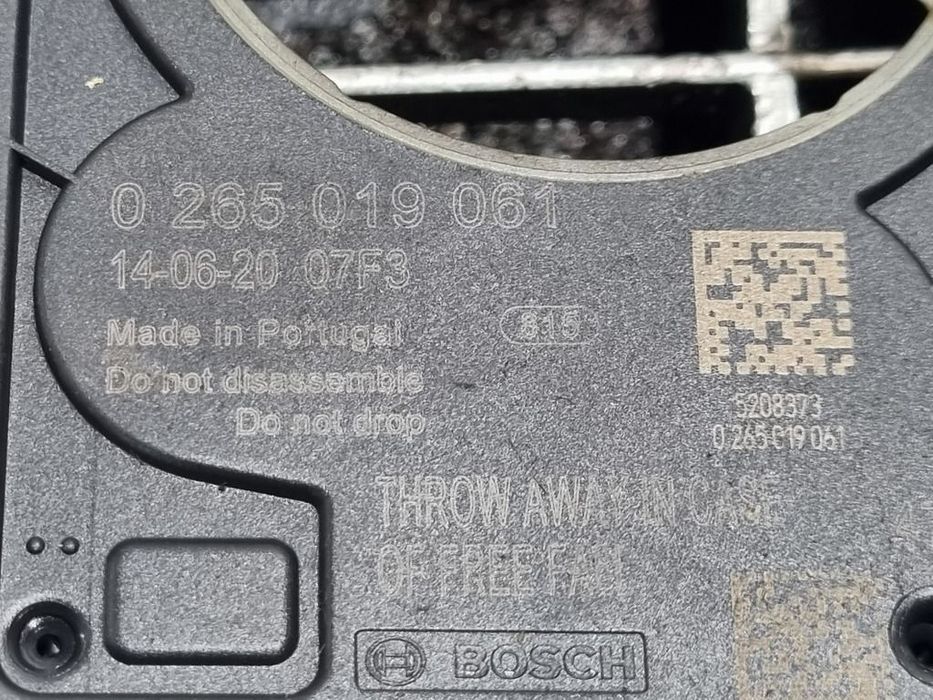 0 265 019 061
14-06-20 07F3
Made in Portugal
815
Do not disassemble
Do not drop
5208373
0 265 019 061
THROW AWAY IN CASE
OF FREE FALL
BOSCH